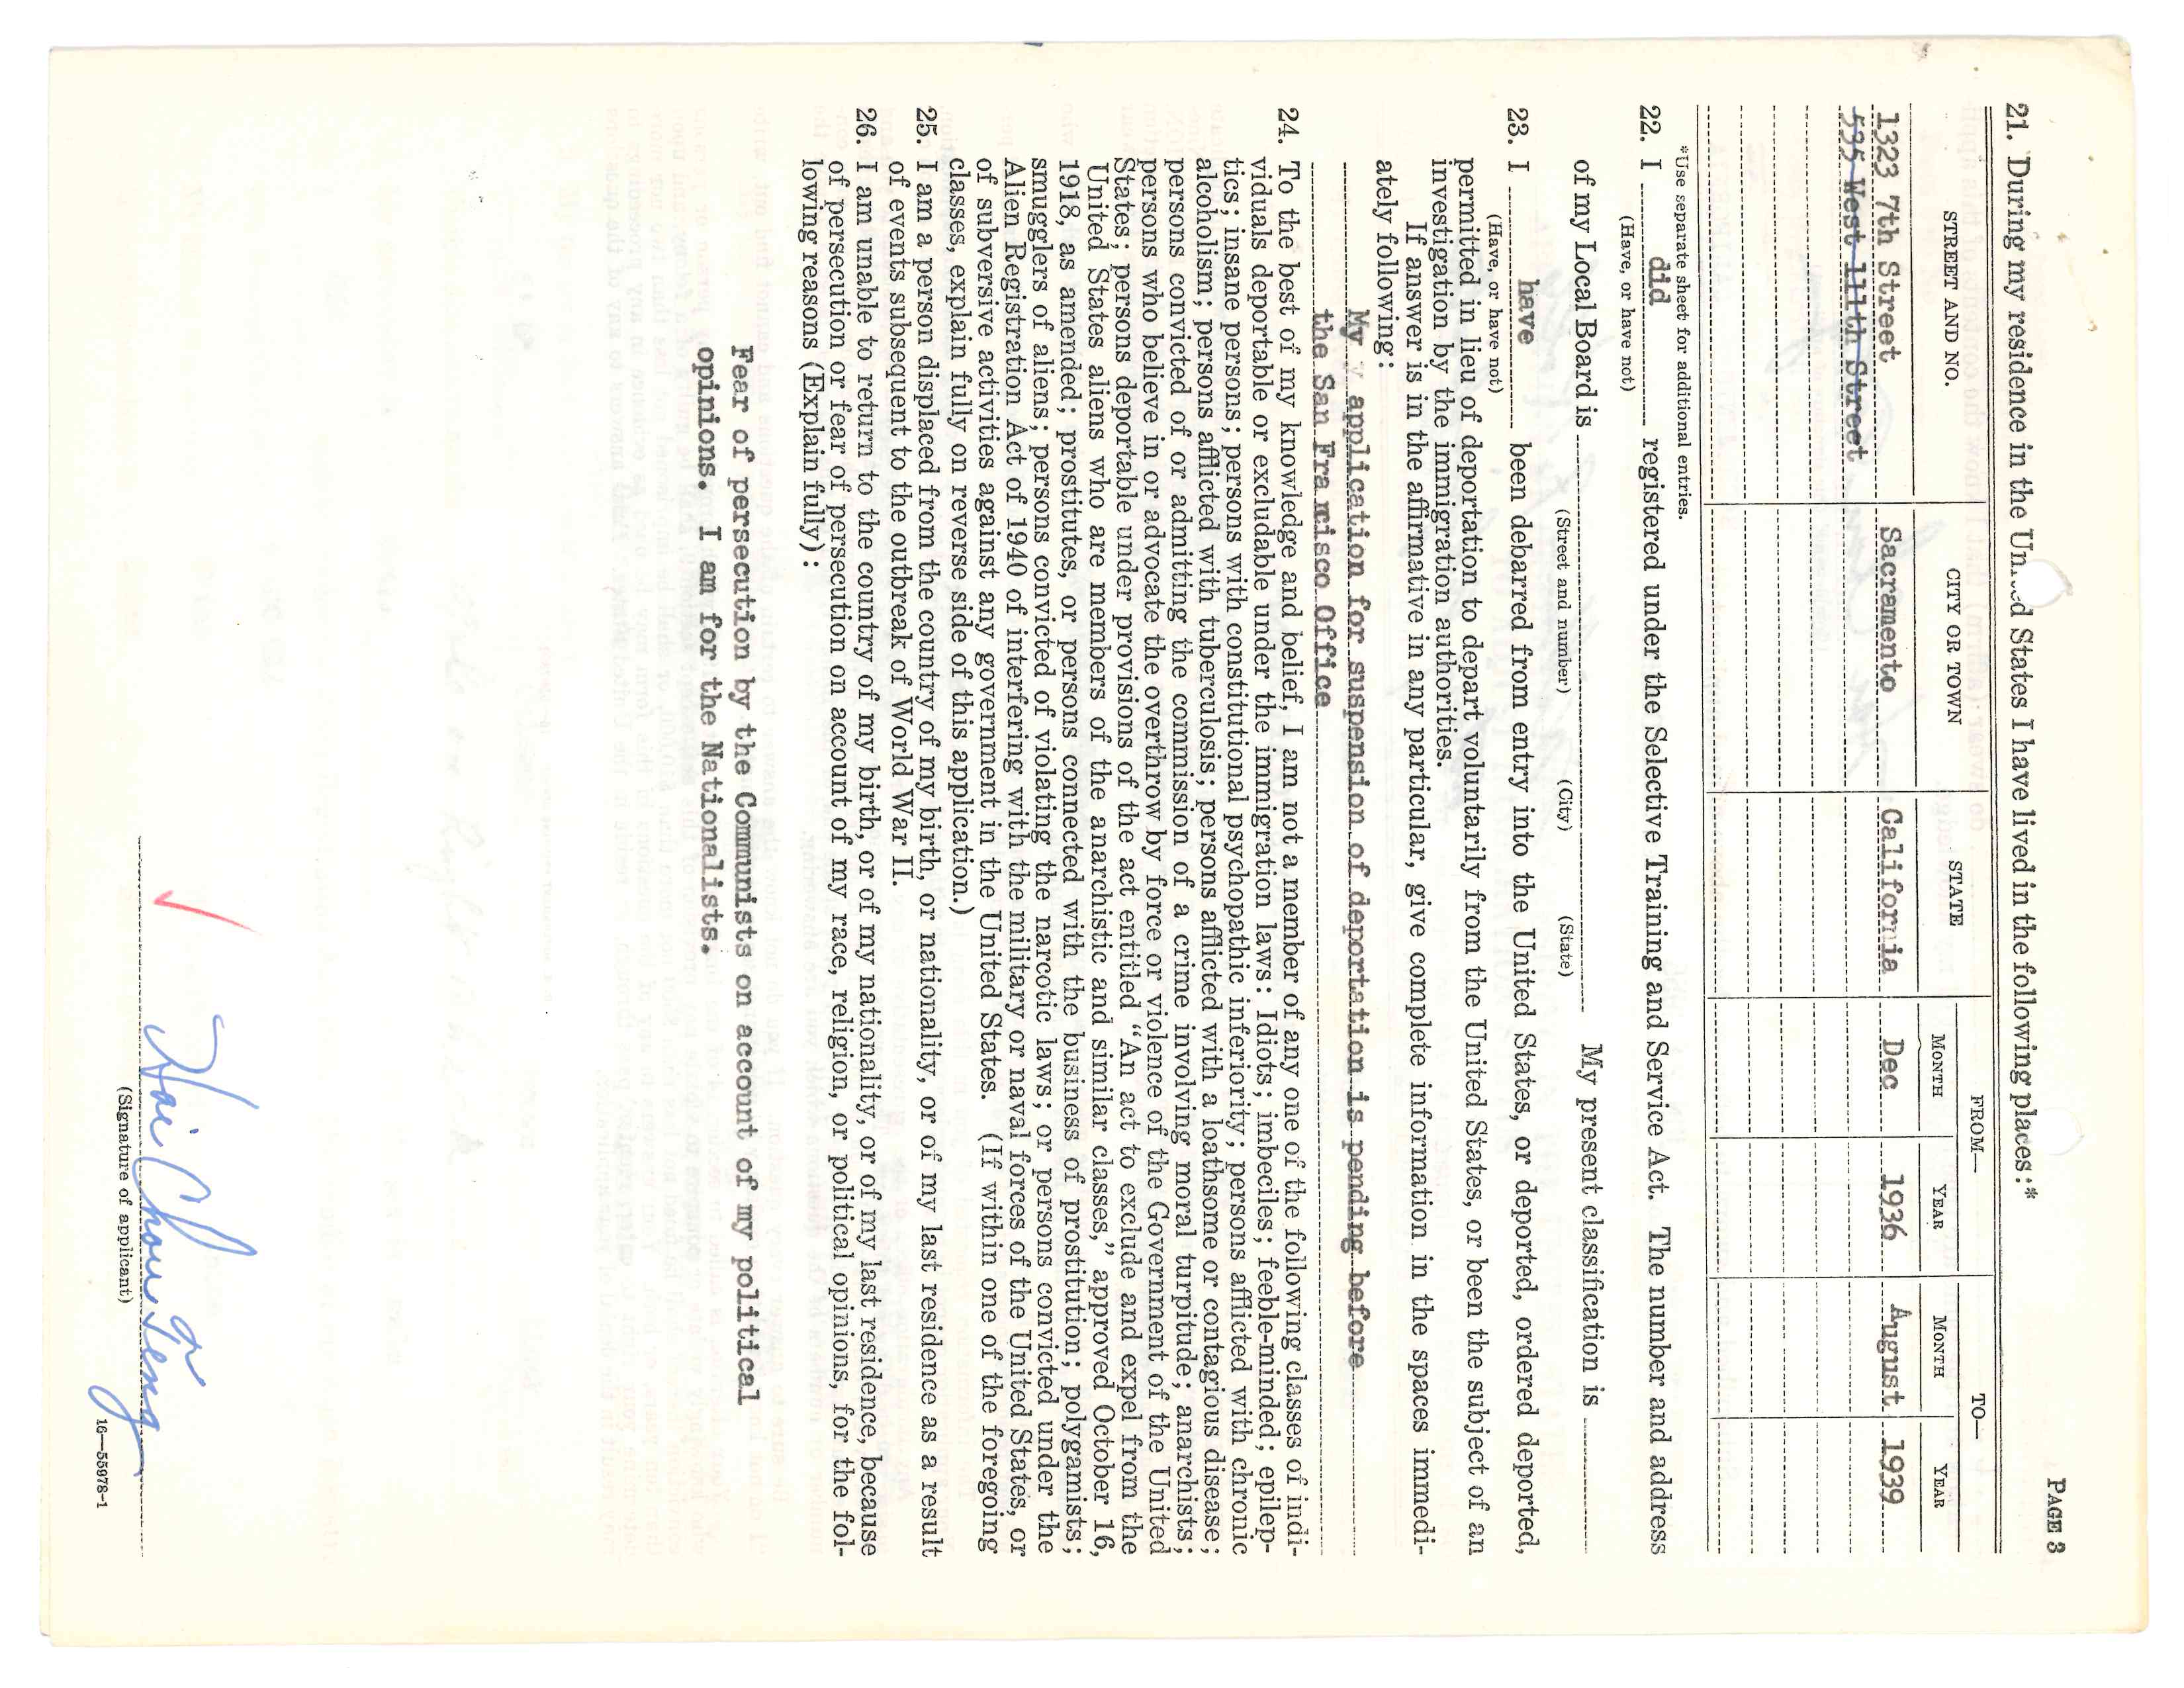 PAGE 3
21. During my residence in the Un...d States I have lived in the following places:*
STREET AND NO. CITY OR TOWN STATE FROM— TO—
MONTH YEAR MONTH YEAR
1323 7th Street Sacramento California Dec 1936 August 1939
535 West 111th Street
*Use separate sheet for additional entries.
22. I did registered under the Selective Training and Service Act. The number and address
(Have, or have not)
of my Local Board is My present classification is
(Street and number) (City) (State)
23. I have been debarred from entry into the United States, or deported, ordered deported,
(Have, or have not)
permitted in lieu of deportation to depart voluntarily from the United States, or been the subject of an
investigation by the immigration authorities.
If answer is in the affirmative in any particular, give complete information in the spaces immedi-
ately following:
My y application for suspension of deportation is pending before
the San Francisco Office
24. To the best of my knowledge and belief, I am not a member of any one of the following classes of indi-
viduals deportable or excludable under the immigration laws: Idiots; imbeciles; feeble-minded; epilep-
tics; insane persons; persons with constitutional psychopathic inferiority; persons afflicted with chronic
alcoholism; persons afflicted with tuberculosis; persons afflicted with a loathsome or contagious disease;
persons convicted of or admitting the commission of a crime involving moral turpitude; anarchists;
persons who believe in or advocate the overthrow by force or violence of the Government of the United
States; persons deportable under provisions of the act entitled “An act to exclude and expel from the
United States aliens who are members of the anarchistic and similar classes,” approved October 16,
1918, as amended; prostitutes, or persons connected with the business of prostitution; polygamists;
smugglers of aliens; persons convicted of violating the narcotic laws; or persons convicted under the
Alien Registration Act of 1940 of interfering with the military or naval forces of the United States, or
of subversive activities against any government in the United States. (If within one of the foregoing
classes, explain fully on reverse side of this application.)
25. I am a person displaced from the country of my birth, or nationality, or of my last residence as a result
of events subsequent to the outbreak of World War II.
26. I am unable to return to the country of my birth, or of my nationality, or of my last residence, because
of persecution or fear of persecution on account of my race, religion, or political opinions, for the fol-
lowing reasons (Explain fully):
Fear of persecution by the Communists on account of my political
opinions. I am for the Nationalists.
Hai Chou Teng
(Signature of applicant)
16—55978-1